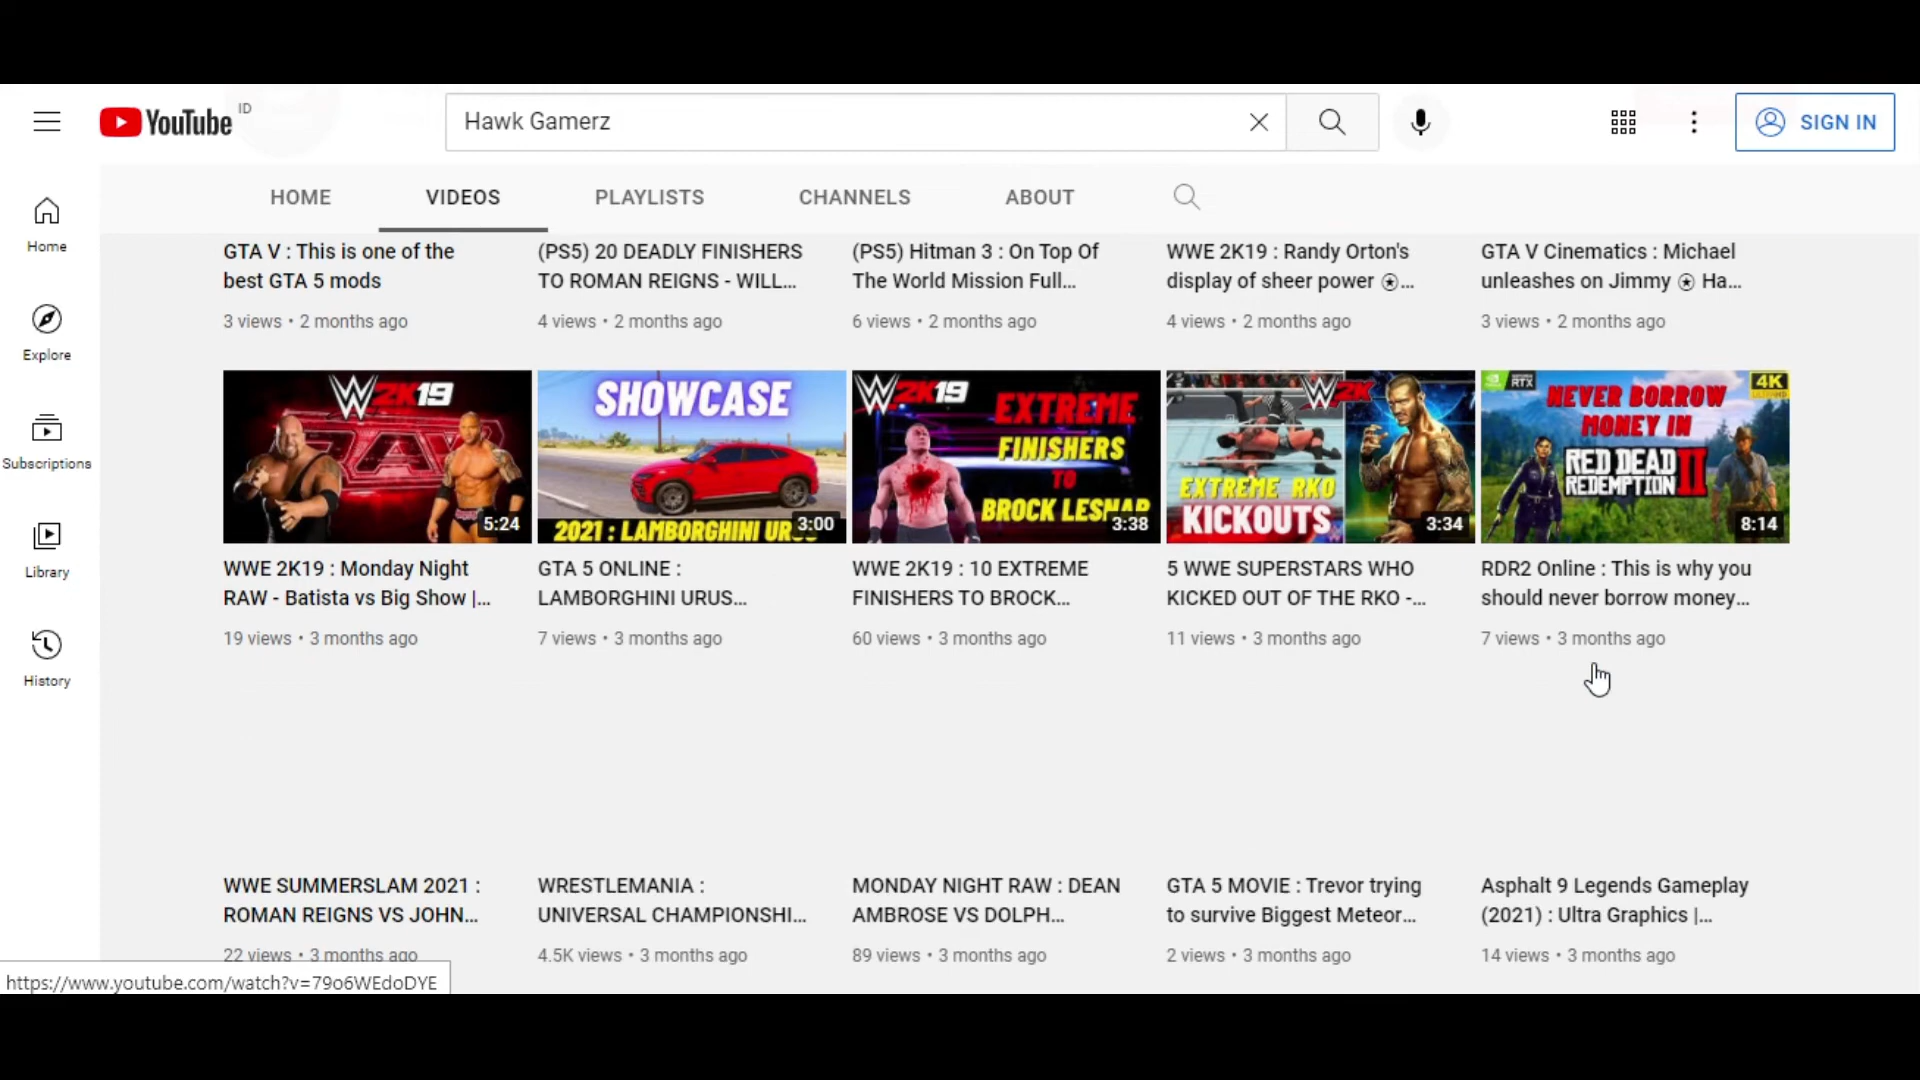 YouTube ID
Hawk Gamerz
SIGN IN
HOME
VIDEOS
PLAYLISTS
CHANNELS
ABOUT
Home
Explore
Subscriptions
Library
History
GTA V : This is one of the
best GTA 5 mods
3 views • 2 months ago
(PS5) 20 DEADLY FINISHERS
TO ROMAN REIGNS - WILL...
4 views • 2 months ago
(PS5) Hitman 3 : On Top Of
The World Mission Full...
6 views • 2 months ago
WWE 2K19 : Randy Orton's
display of sheer power ⍟...
4 views • 2 months ago
GTA V Cinematics : Michael
unleashes on Jimmy ⍟ Ha...
3 views • 2 months ago
W 2K19
RAW
5:24
WWE 2K19 : Monday Night
RAW - Batista vs Big Show |...
19 views • 3 months ago
SHOWCASE
2021 : LAMBORGHINI URUS
3:00
GTA 5 ONLINE :
LAMBORGHINI URUS...
7 views • 3 months ago
W 2K19
EXTREME
FINISHERS
TO
BROCK LESNAR
3:38
WWE 2K19 : 10 EXTREME
FINISHERS TO BROCK...
60 views • 3 months ago
W2K
EXTREME RKO
KICKOUTS
3:34
5 WWE SUPERSTARS WHO
KICKED OUT OF THE RKO -...
11 views • 3 months ago
RTX
4K
NEVER BORROW
MONEY IN
RED DEAD
REDEMPTION II
8:14
RDR2 Online : This is why you
should never borrow money...
7 views • 3 months ago
WWE SUMMERSLAM 2021 :
ROMAN REIGNS VS JOHN...
22 views • 3 months ago
WRESTLEMANIA :
UNIVERSAL CHAMPIONSHI...
4.5K views • 3 months ago
MONDAY NIGHT RAW : DEAN
AMBROSE VS DOLPH...
89 views • 3 months ago
GTA 5 MOVIE : Trevor trying
to survive Biggest Meteor...
2 views • 3 months ago
Asphalt 9 Legends Gameplay
(2021) : Ultra Graphics |...
14 views • 3 months ago
https://www.youtube.com/watch?v=79o6WEdoDYE